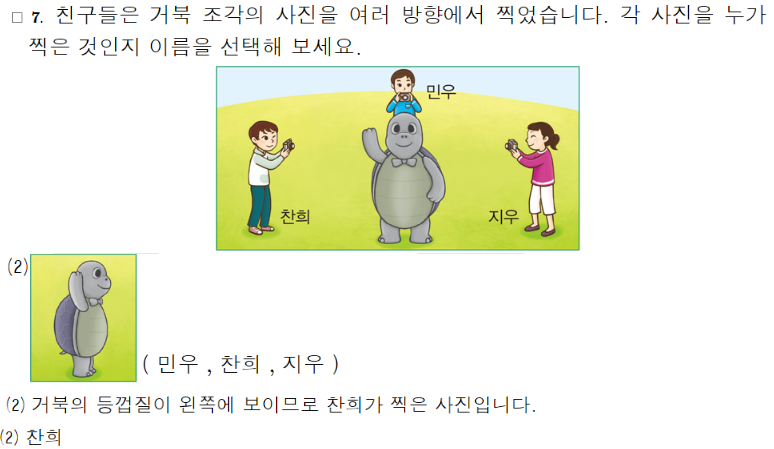 □ 7. 친구들은 거북 조각의 사진을 여러 방향에서 찍었습니다. 각 사진을 누가
찍은 것인지 이름을 선택해 보세요.
민우
찬희
지우
(2)
( 민우 , 찬희 , 지우 )
(2) 거북의 등껍질이 왼쪽에 보이므로 찬희가 찍은 사진입니다.
(2) 찬희